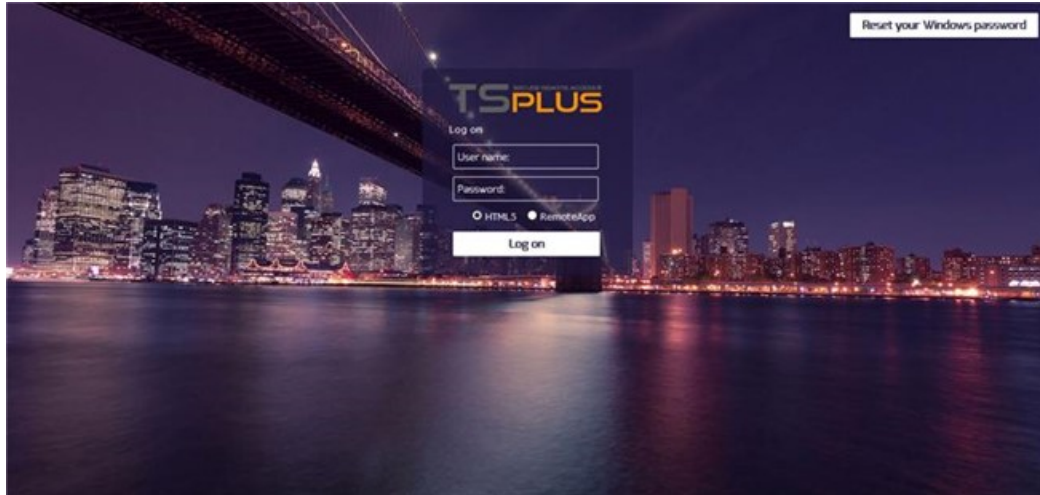 Reset your Windows password
TSPLUS
Log on
User name:
Password:
HTML5 RemoteApp
Log on